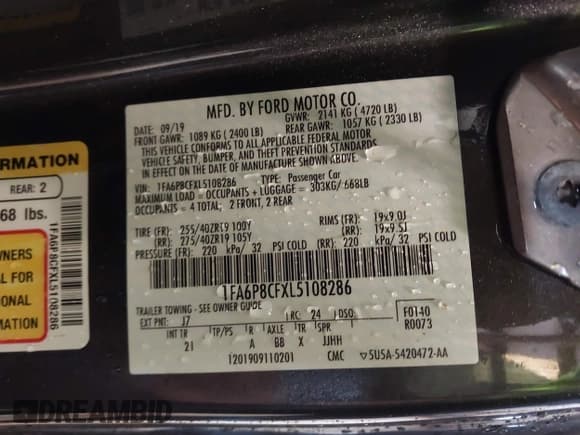 MFD. BY FORD MOTOR CO.
DATE: 09/19 GVWR: 2141 KG ( 4720 LB)
FRONT GAWR: 1089 KG ( 2400 LB) REAR GAWR: 1057 KG ( 2330 LB)
THIS VEHICLE CONFORMS TO ALL APPLICABLE FEDERAL MOTOR
VEHICLE SAFETY, BUMPER, AND THEFT PREVENTION STANDARDS
IN EFFECT ON THE DATE OF MANUFACTURE SHOWN ABOVE.
VIN: 1FA6P8CFXL5108286 TYPE: Passenger Car
MAXIMUM LOAD = OCCUPANTS + LUGGAGE = 303KG/ 668LB
OCCUPANTS = 4 TOTAL, 2 FRONT, 2 REAR
TIRE (FR): 255/40ZR19 100Y RIMS (FR): 19x9.0J
(RR): 275/40ZR19 105Y (RR): 19x9.5J
PRESSURE: (FR) 220 kPa/ 32 PSI COLD (RR) 220 kPa/ 32 PSI COLD
1FA6P8CFXL5108286
TRAILER TOWING - SEE OWNER GUIDE
EXT PNT: J7 RC: 24 DSO: F0140
R0073
INT TR TP/PS R AXLE TR SPR
21 A BB X JJHH
1201909110201 CMC ▽5U5A-5420472-AA
ORMATION
REAR: 2
68 lbs.
OWNERS
AL FOR
IONAL
RMATION
1FA6P8CFXL5108286
DREAMBID